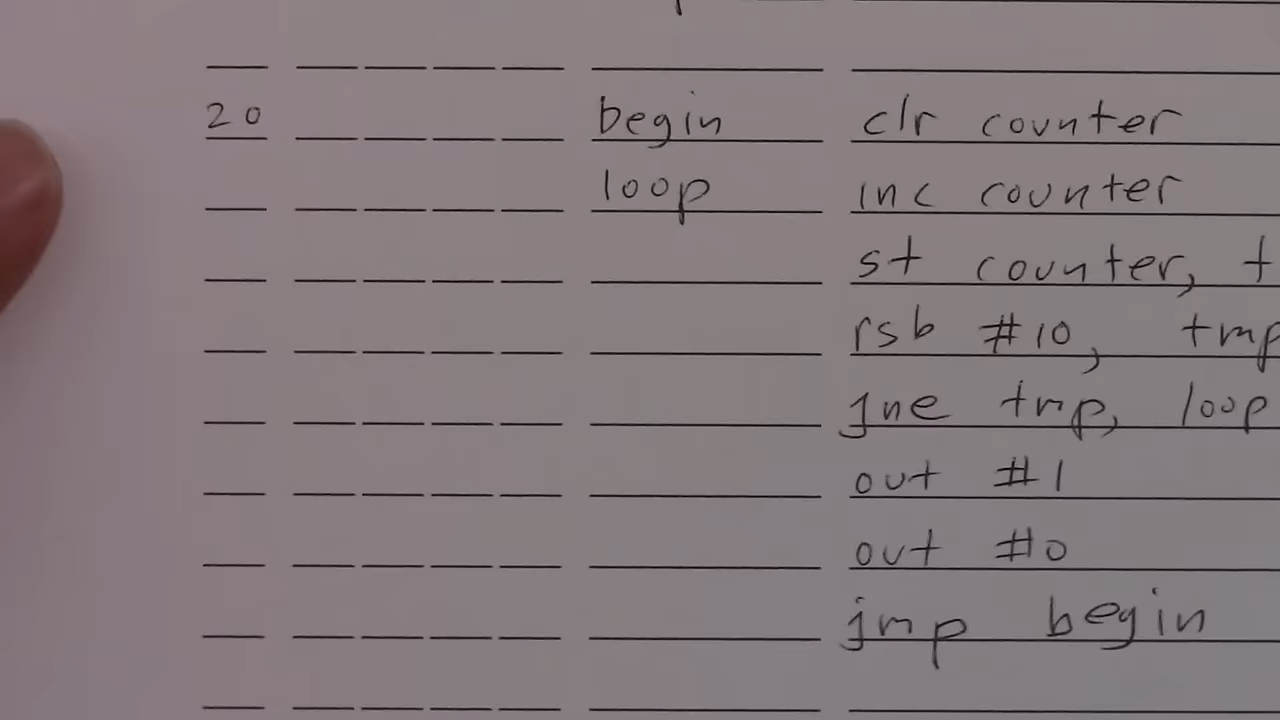 20 begin clr counter
loop inc counter
st counter, t
rsb #10, tmp
jne tmp, loop
out #1
out #0
jmp begin